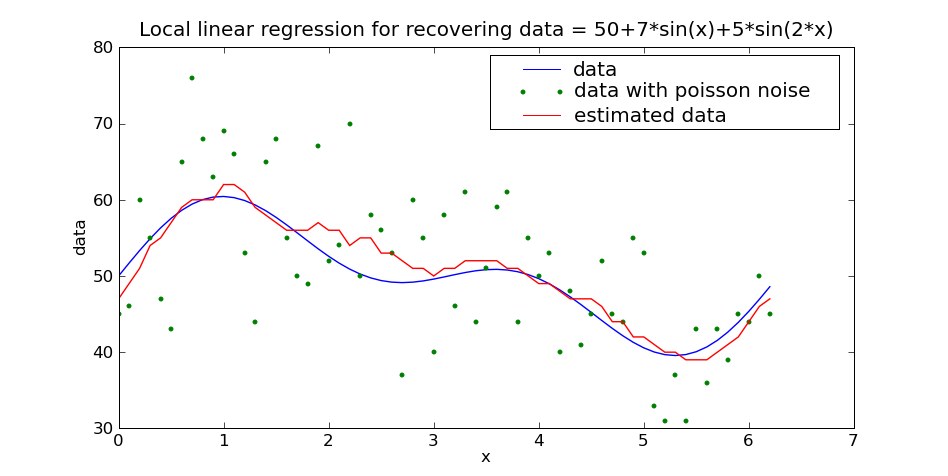 Local linear regression for recovering data = 50+7*sin(x)+5*sin(2*x)
80
70
60
50
40
30
data
data
data with poisson noise
estimated data
0 1 2 3 4 5 6 7
x